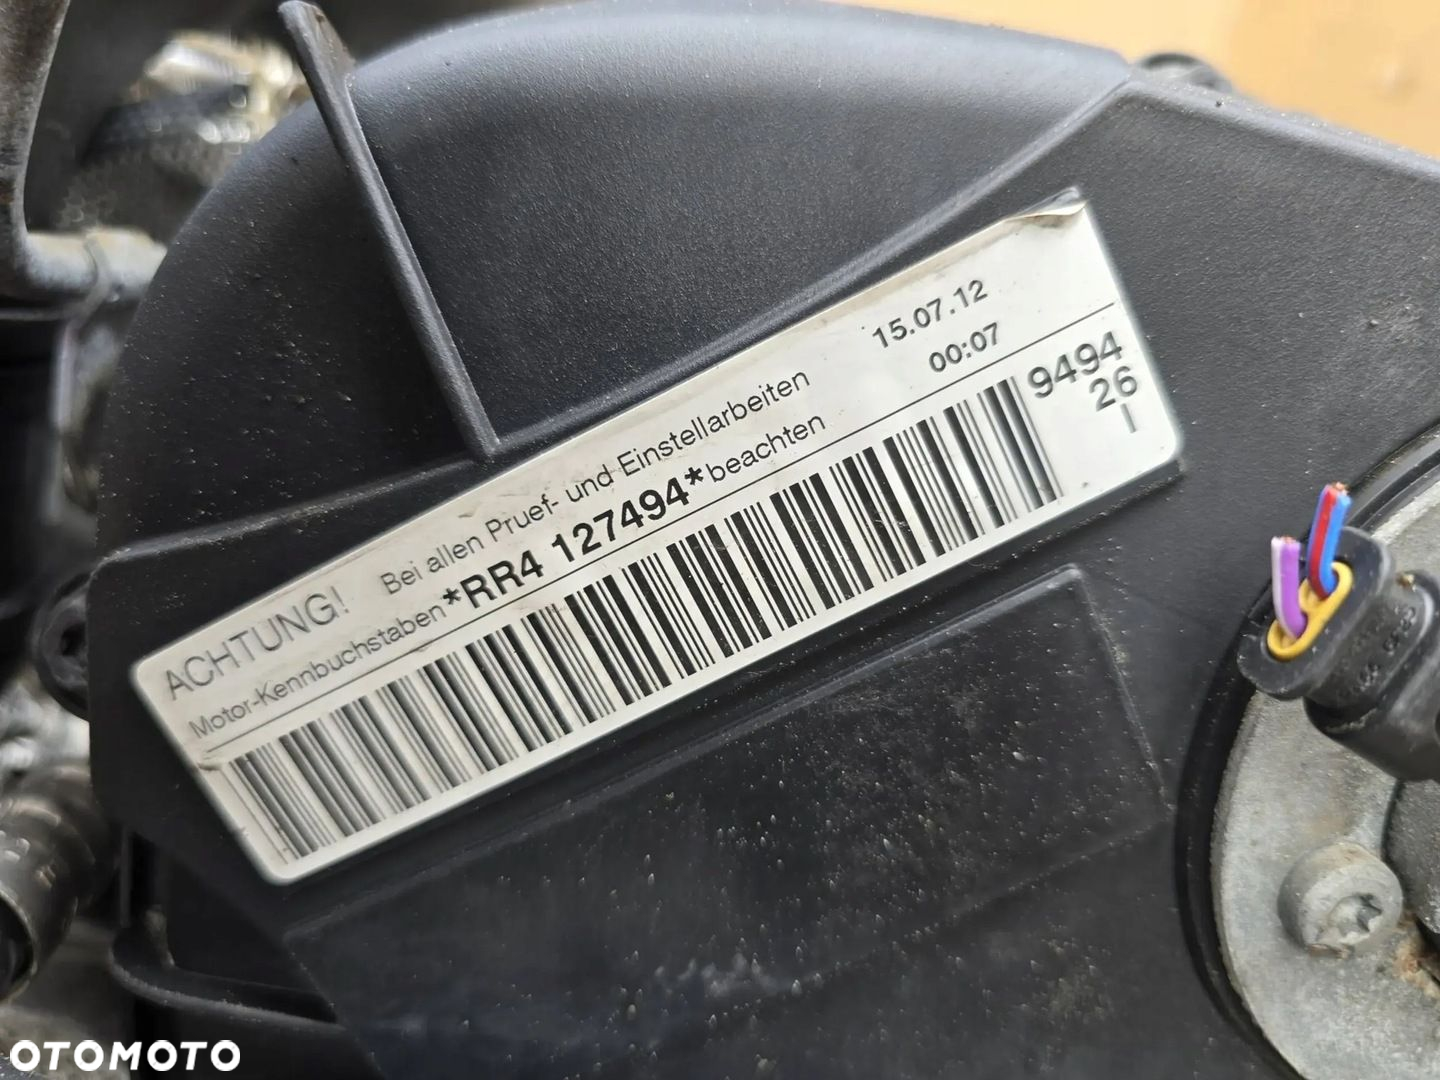 15.07.12
ACHTUNG! Bei allen Pruef- und Einstellarbeiten 00:07
Motor-Kennbuchstaben *RR4 127494* beachten
9494
26
I
OTOMOTO